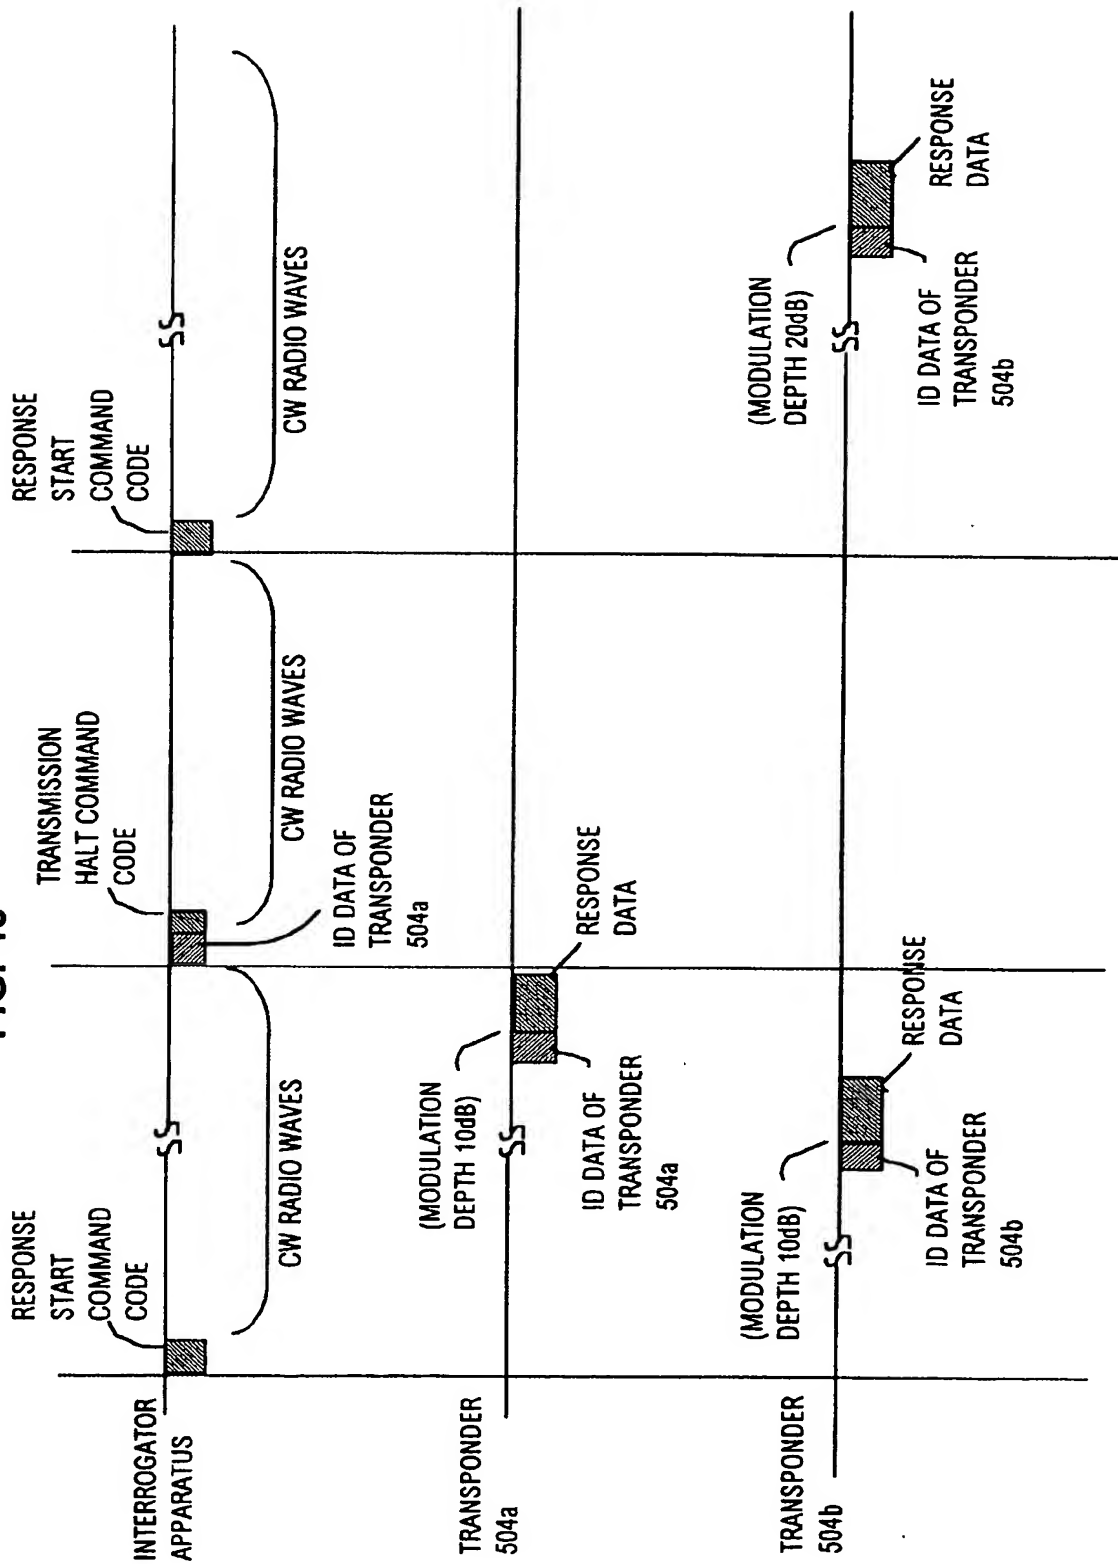 FIG.
RESPONSE
START
COMMAND
CODE
TRANSMISSION
HALT COMMAND
CODE
RESPONSE
START
COMMAND
CODE
INTERROGATOR
APPARATUS
CW RADIO WAVES
CW RADIO WAVES
CW RADIO WAVES
ID DATA OF
TRANSPONDER
504a
(MODULATION
DEPTH 10dB)
TRANSPONDER
504a
ID DATA OF
TRANSPONDER
504a
RESPONSE
DATA
(MODULATION
DEPTH 10dB)
(MODULATION
DEPTH 20dB)
TRANSPONDER
504b
ID DATA OF
TRANSPONDER
504b
RESPONSE
DATA
ID DATA OF
TRANSPONDER
504b
RESPONSE
DATA